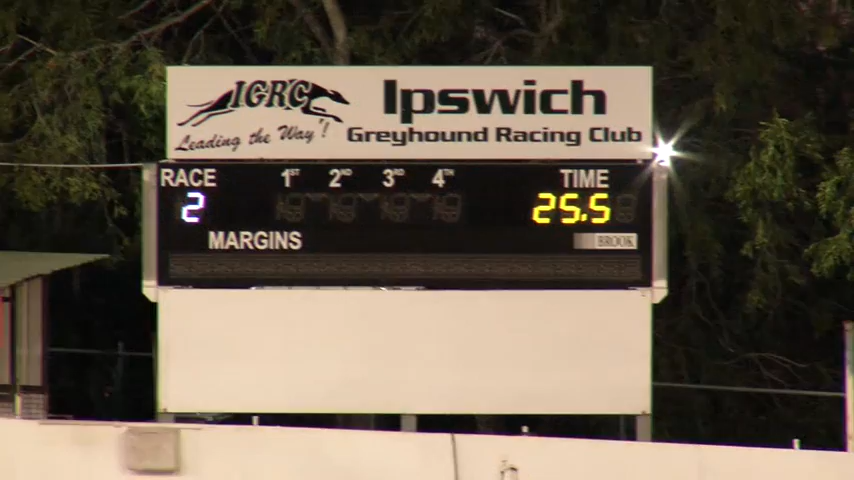 IGRC
Leading the Way!
Ipswich
Greyhound Racing Club
RACE 1ST 2ND 3RD 4TH TIME
2 25.5
MARGINS BROOK